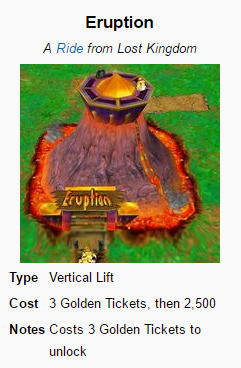 Eruption
A Ride from Lost Kingdom
Eruption
Type Vertical Lift
Cost 3 Golden Tickets, then 2,500
Notes Costs 3 Golden Tickets to
unlock